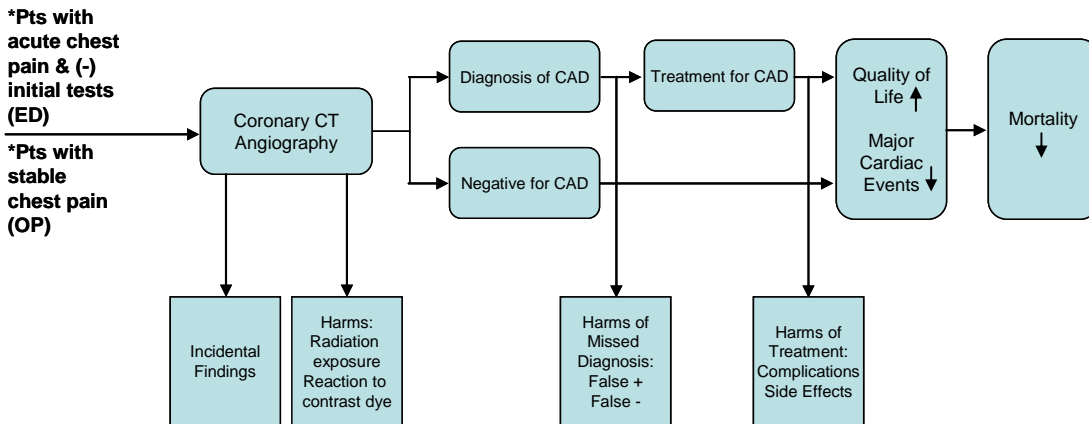 *Pts with
acute chest
pain & (-)
initial tests
(ED)
*Pts with
stable
chest pain
(OP)
Coronary CT
Angiography
Diagnosis of CAD
Treatment for CAD
Negative for CAD
Quality of
Life
Major
Cardiac
Events
Mortality
Incidental
Findings
Harms:
Radiation
exposure
Reaction to
contrast dye
Harms of
Missed
Diagnosis:
False +
False -
Harms of
Treatment:
Complications
Side Effects